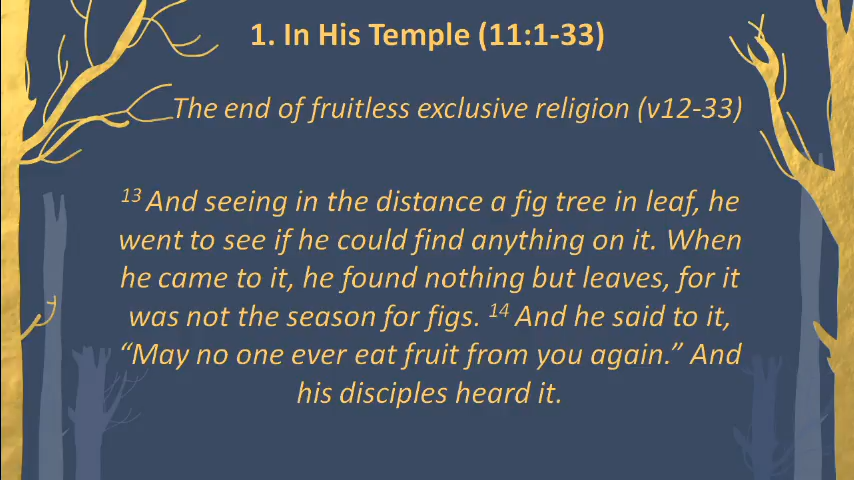 1. In His Temple (11:1-33)
The end of fruitless exclusive religion (v12-33)
13 And seeing in the distance a fig tree in leaf, he
went to see if he could find anything on it. When
he came to it, he found nothing but leaves, for it
was not the season for figs. 14 And he said to it,
“May no one ever eat fruit from you again.” And
his disciples heard it.